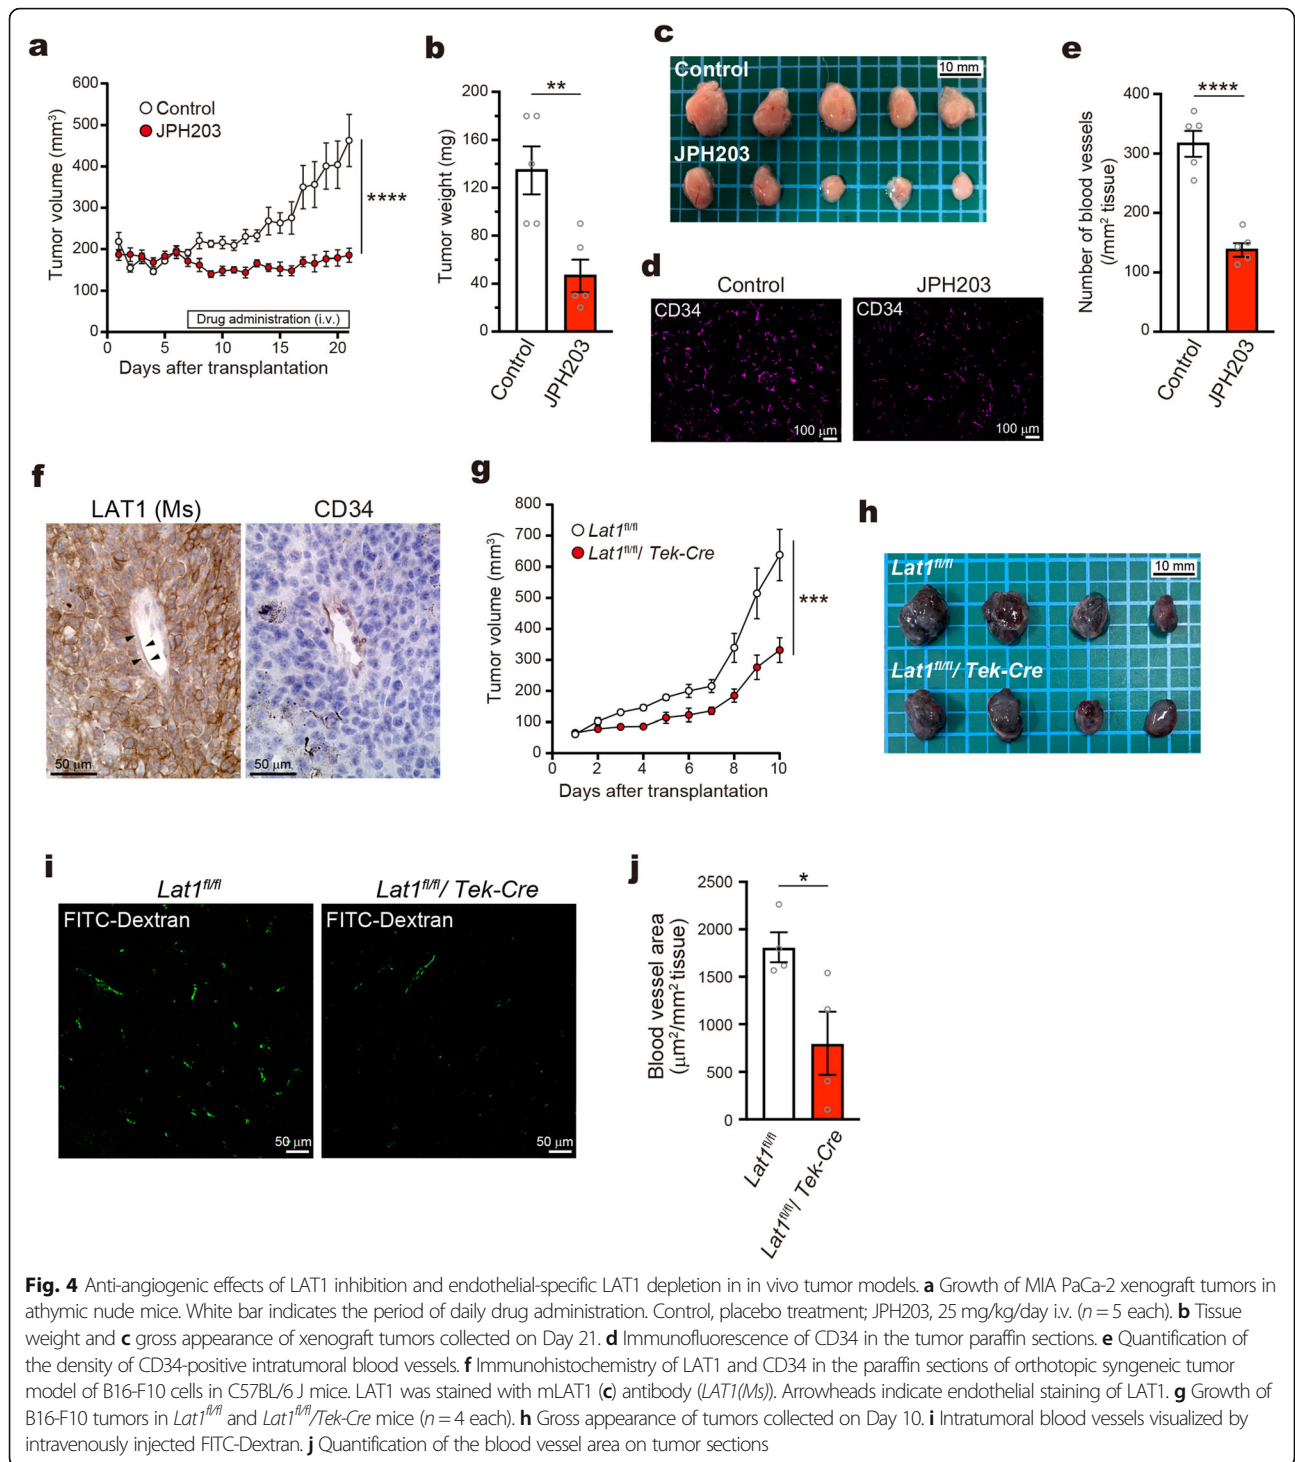 a
600
500
400
300
200
100
0
Tumor volume (mm³)
Control
JPH203
****
Drug administration (i.v.)
0 5 10 15 20
Days after transplantation
b
200
160
120
80
40
0
Tumor weight (mg)
**
Control
JPH203
c
Control
10 mm
JPH203
d
Control JPH203
CD34 CD34
100 μm 100 μm
e
400
300
200
100
0
Number of blood vessels
(/mm² tissue)
****
Control
JPH203
f
LAT1 (Ms) CD34
50 μm 50 μm
g
800
700
600
500
400
300
200
100
0
Tumor volume (mm³)
Lat1fl/fl
Lat1fl/fl/ Tek-Cre
***
0 2 4 6 8 10
Days after transplantation
h
Lat1fl/fl
10 mm
Lat1fl/fl/ Tek-Cre
i
Lat1fl/fl Lat1fl/fl/ Tek-Cre
FITC-Dextran FITC-Dextran
50 μm 50 μm
j
2500
2000
1500
1000
500
0
Blood vessel area
(μm²/mm² tissue)
*
Lat1fl/fl
Lat1fl/fl/ Tek-Cre
Fig. 4 Anti-angiogenic effects of LAT1 inhibition and endothelial-specific LAT1 depletion in in vivo tumor models. a Growth of MIA PaCa-2 xenograft tumors in
athymic nude mice. White bar indicates the period of daily drug administration. Control, placebo treatment; JPH203, 25 mg/kg/day i.v. (n = 5 each). b Tissue
weight and c gross appearance of xenograft tumors collected on Day 21. d Immunofluorescence of CD34 in the tumor paraffin sections. e Quantification of
the density of CD34-positive intratumoral blood vessels. f Immunohistochemistry of LAT1 and CD34 in the paraffin sections of orthotopic syngeneic tumor
model of B16-F10 cells in C57BL/6 J mice. LAT1 was stained with mLAT1 (c) antibody (LAT1(Ms)). Arrowheads indicate endothelial staining of LAT1. g Growth of
B16-F10 tumors in Lat1fl/fl and Lat1fl/fl/Tek-Cre mice (n = 4 each). h Gross appearance of tumors collected on Day 10. i Intratumoral blood vessels visualized by
intravenously injected FITC-Dextran. j Quantification of the blood vessel area on tumor sections